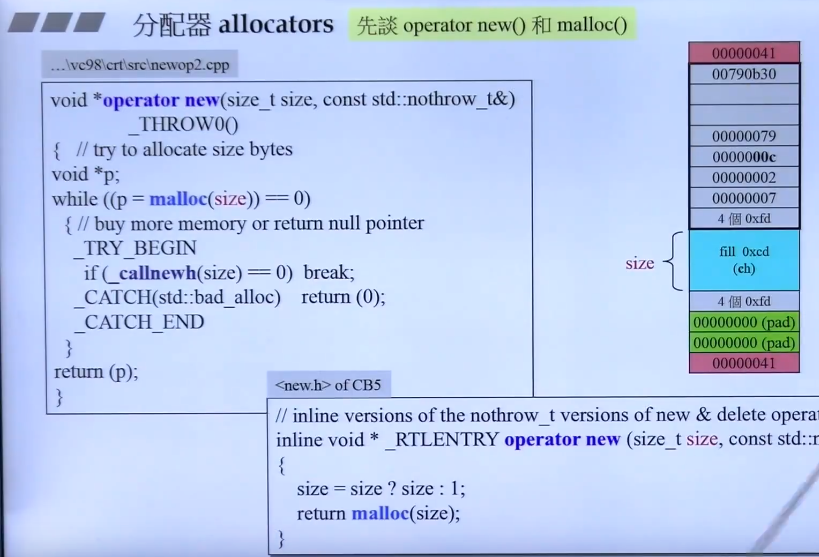 分配器 allocators
先談 operator new() 和 malloc()
...\vc98\crt\src\newop2.cpp
void *operator new(size_t size, const std::nothrow_t&)
_THROW0()
{ // try to allocate size bytes
void *p;
while ((p = malloc(size)) == 0)
{ // buy more memory or return null pointer
_TRY_BEGIN
if (_callnewh(size) == 0) break;
_CATCH(std::bad_alloc) return (0);
_CATCH_END
}
return (p);
}
<new.h> of CB5
// inline versions of the nothrow_t versions of new & delete opera
inline void * _RTLENTRY operator new (size_t size, const std::n
{
size = size ? size : 1;
return malloc(size);
}
00000041
00790b30
00000079
0000000c
00000002
00000007
4 個 0xfd
size
fill 0xcd
(ch)
4 個 0xfd
00000000 (pad)
00000000 (pad)
00000041